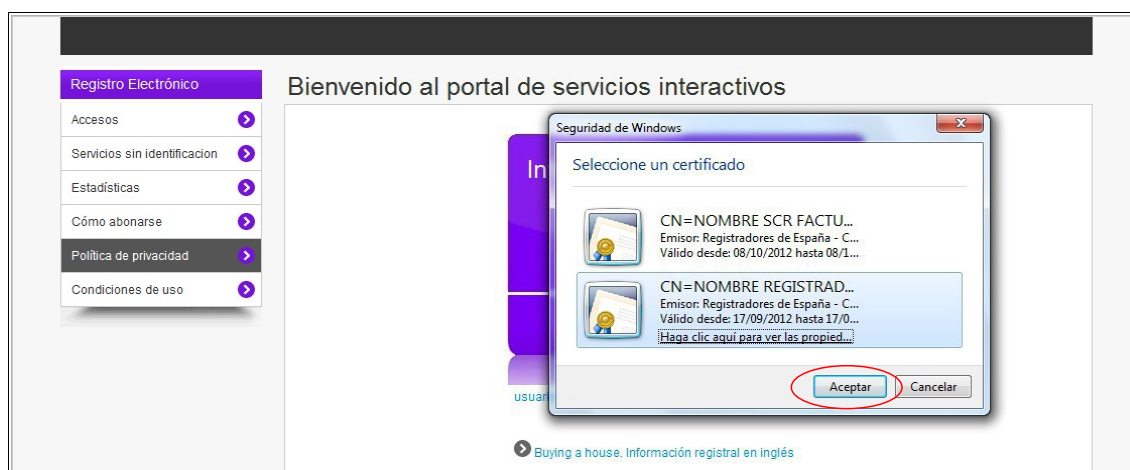 Registro Electrónico
Accesos
Servicios sin identificacion
Estadísticas
Cómo abonarse
Política de privacidad
Condiciones de uso
Bienvenido al portal de servicios interactivos
In
usuari
Buying a house. Información registral en inglés
Seguridad de Windows
Seleccione un certificado
CN=NOMBRE SCR FACTU...
Emisor: Registradores de España - C...
Válido desde: 08/10/2012 hasta 08/1...
CN=NOMBRE REGISTRAD...
Emisor: Registradores de España - C...
Válido desde: 17/09/2012 hasta 17/0...
Haga clic aquí para ver las propied...
Aceptar Cancelar